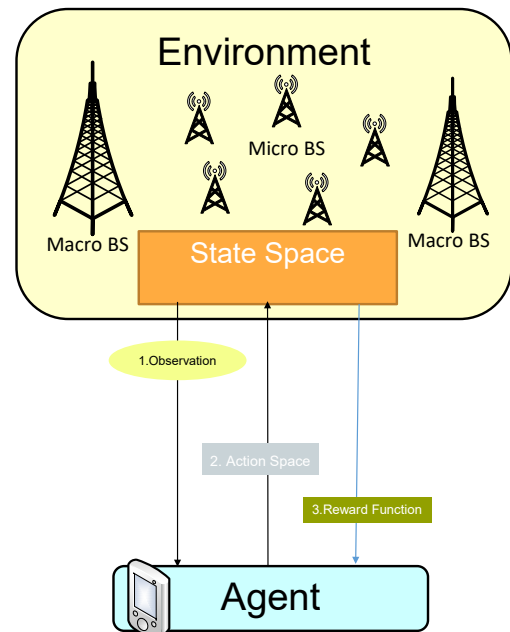 Environment
Micro BS
Macro BS
Macro BS
State Space
1.Observation
2. Action Space
3.Reward Function
Agent